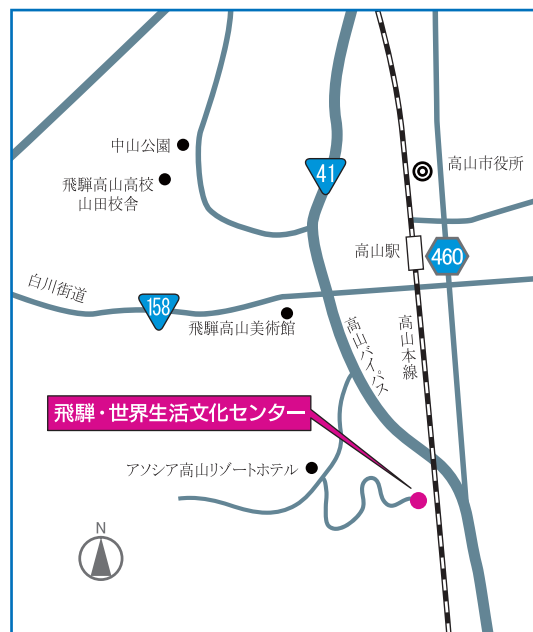 中山公園
飛騨高山高校
山田校舎
41
高山市役所
高山駅
460
白川街道
158
飛騨高山美術館
高山バイパス
高山本線
飛騨・世界生活文化センター
アソシア高山リゾートホテル
N